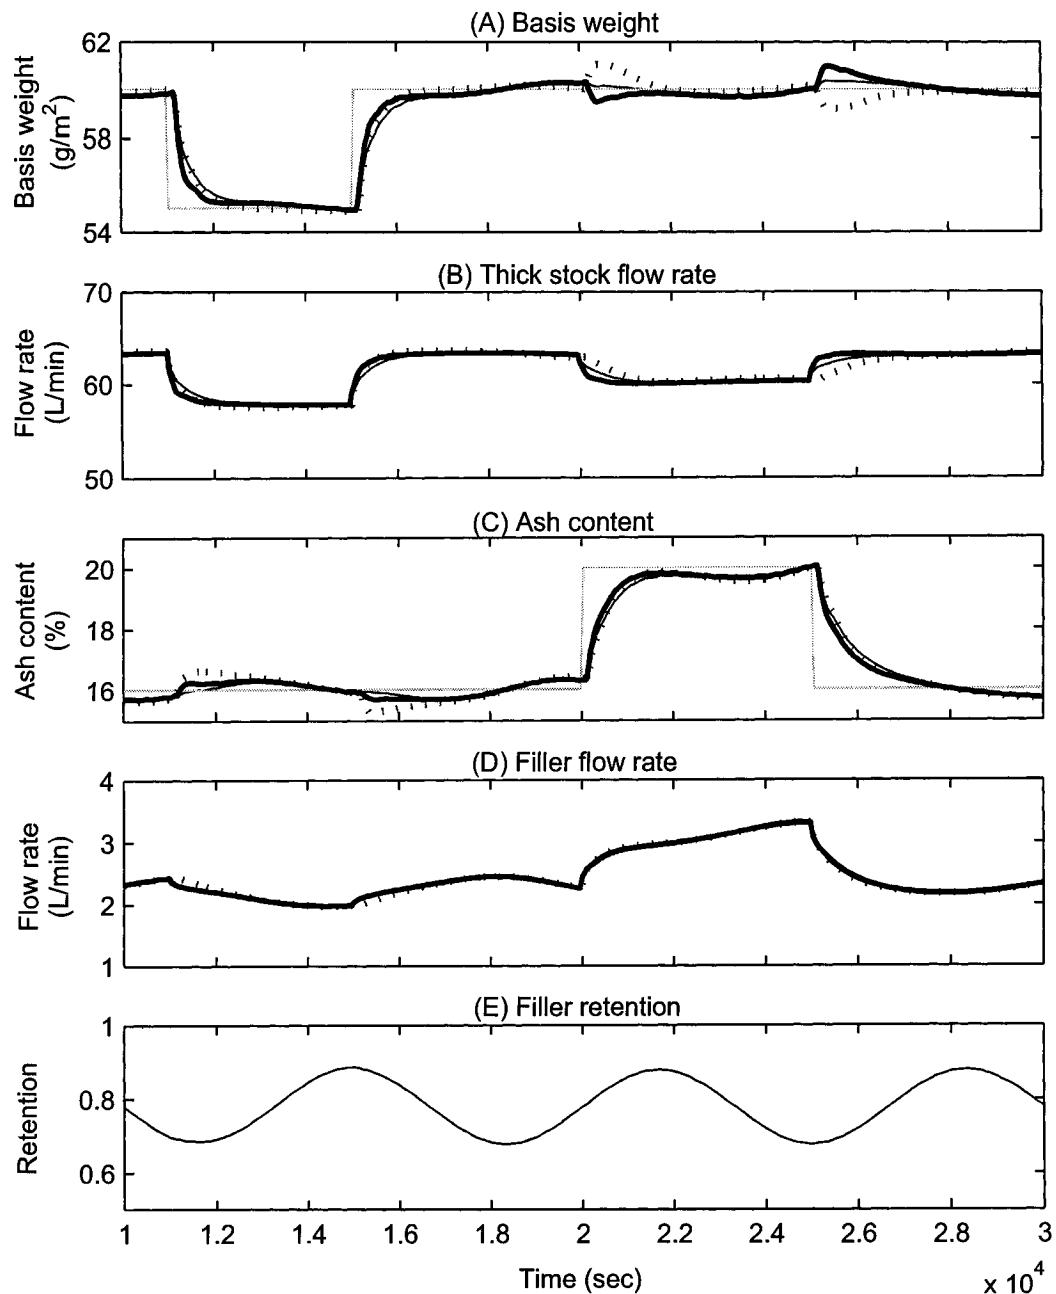 (A) Basis weight
Basis weight
(g/m²)
62
58
54
(B) Thick stock flow rate
Flow rate
(L/min)
70
60
50
(C) Ash content
Ash content
(%)
20
18
16
(D) Filler flow rate
Flow rate
(L/min)
4
3
2
1
(E) Filler retention
Retention
1
0.8
0.6
1 1.2 1.4 1.6 1.8 2 2.2 2.4 2.6 2.8 3
Time (sec)
x 10⁴